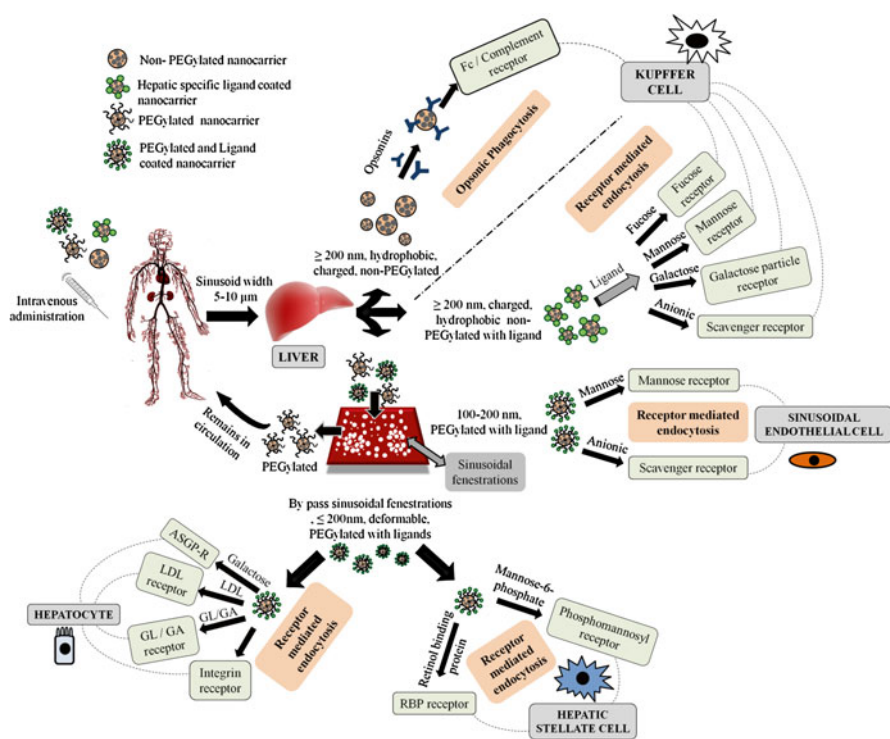 Non- PEGylated nanocarrier
Hepatic specific ligand coated
nanocarrier
PEGylated nanocarrier
PEGylated and Ligand
coated nanocarrier
Intravenous
administration
Sinusoid width
5-10 μm
LIVER
≥ 200 nm, hydrophobic,
charged, non-PEGylated
Opsonins
Fc / Complement
receptor
Opsonic Phagocytosis
KUPFFER
CELL
Receptor mediated
endocytosis
≥ 200 nm, charged,
hydrophobic non-
PEGylated with ligand
Ligand
Fucose
Fucose
receptor
Mannose
Mannose
receptor
Galactose
Galactose particle
receptor
Anionic
Scavenger receptor
Remains in
circulation
PEGylated
Sinusoidal
fenestrations
100-200 nm,
PEGylated with ligand
Mannose
Mannose receptor
Receptor mediated
endocytosis
Anionic
Scavenger receptor
SINUSOIDAL
ENDOTHELIAL CELL
By pass sinusoidal fenestrations
, ≤ 200nm, deformable,
PEGylated with ligands
HEPATOCYTE
ASGP-R
Galactose
LDL
receptor
LDL
GL / GA
receptor
GL/GA
Integrin
receptor
Receptor
mediated
endocytosis
Mannose-6-
phosphate
Phosphomannosyl
receptor
Retinol binding
protein
RBP receptor
Receptor
mediated
endocytosis
HEPATIC
STELLATE CELL